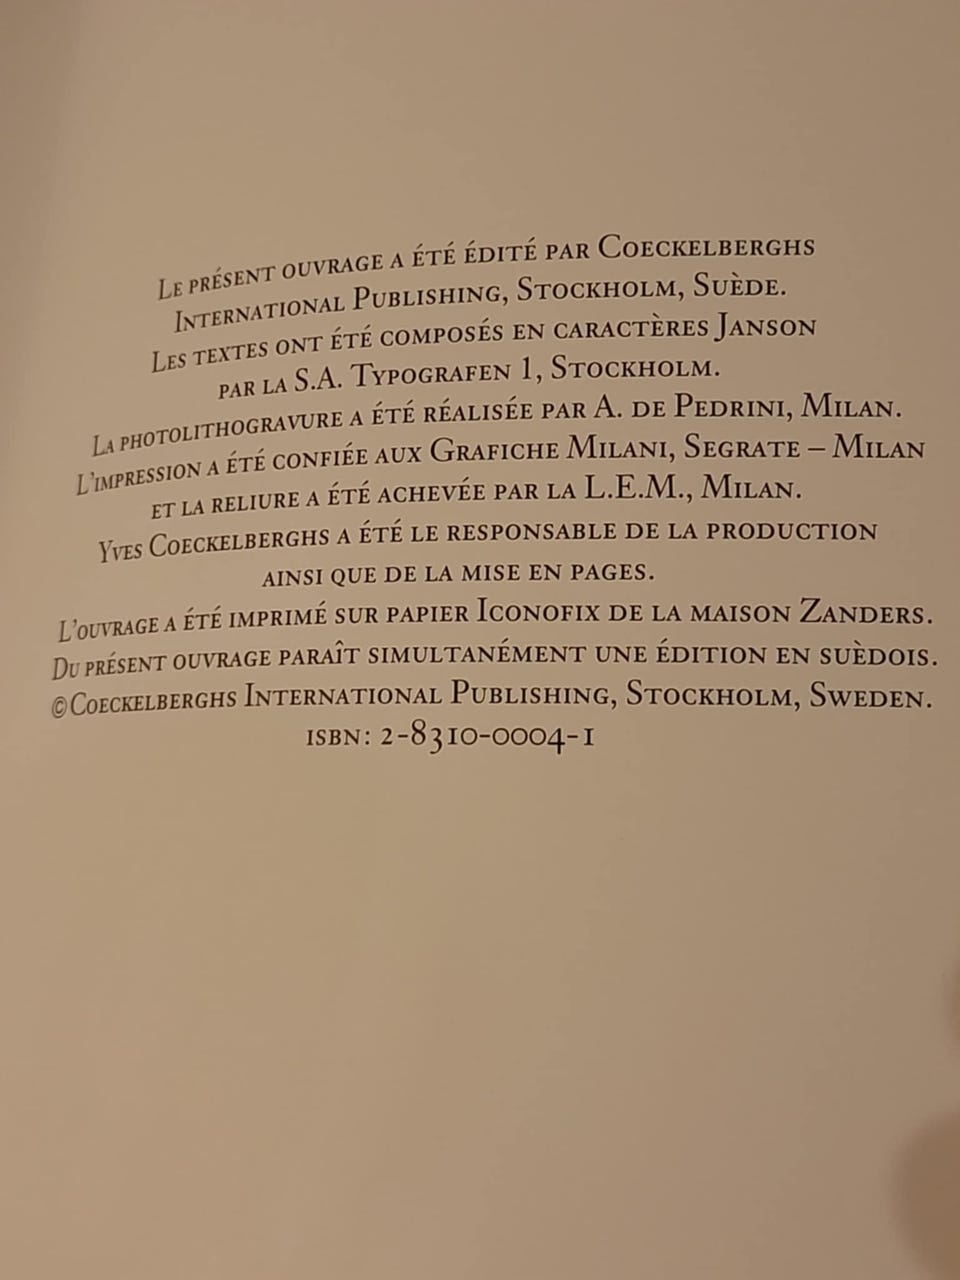 Le présent ouvrage a été édité par Coeckelberghs
International Publishing, Stockholm, Suède.
Les textes ont été composés en caractères Janson
par la S.A. Typografen 1, Stockholm.
La photolithogravure a été réalisée par A. de Pedrini, Milan.
L'impression a été confiée aux Grafiche Milani, Segrate – Milan
et la reliure a été achevée par la L.E.M., Milan.
Yves Coeckelberghs a été le responsable de la production
ainsi que de la mise en pages.
L'ouvrage a été imprimé sur papier Iconofix de la maison Zanders.
Du présent ouvrage paraît simultanément une édition en suèdois.
©Coeckelberghs International Publishing, Stockholm, Sweden.
isbn: 2-8310-0004-1